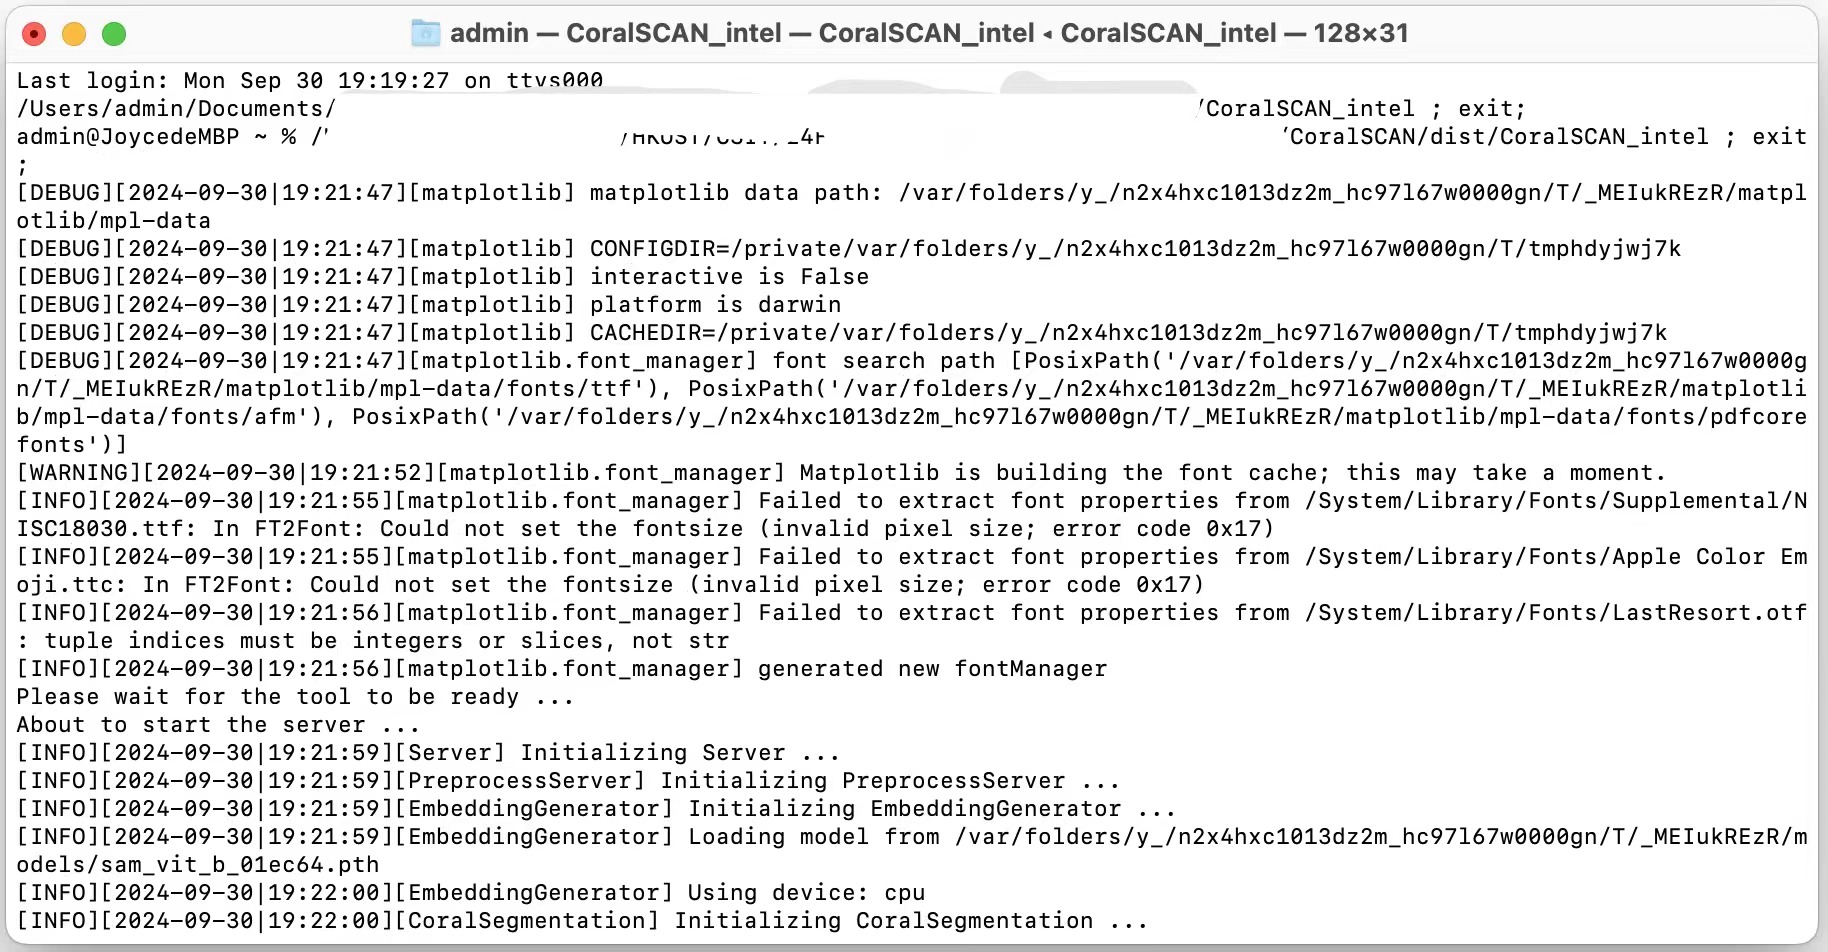 admin — CoralSCAN_intel — CoralSCAN_intel ◂ CoralSCAN_intel — 128×31
Last login: Mon Sep 30 19:19:27 on ttys000
/Users/admin/Documents/ /CoralSCAN_intel ; exit;
admin@JoycedeMBP ~ % / /HKUST/ CoralSCAN/dist/CoralSCAN_intel ; exit
;
[DEBUG][2024-09-30|19:21:47][matplotlib] matplotlib data path: /var/folders/y_/n2x4hxc1013dz2m_hc97l67w0000gn/T/_MEIukREzR/matpl
otlib/mpl-data
[DEBUG][2024-09-30|19:21:47][matplotlib] CONFIGDIR=/private/var/folders/y_/n2x4hxc1013dz2m_hc97l67w0000gn/T/tmphdyjwj7k
[DEBUG][2024-09-30|19:21:47][matplotlib] interactive is False
[DEBUG][2024-09-30|19:21:47][matplotlib] platform is darwin
[DEBUG][2024-09-30|19:21:47][matplotlib] CACHEDIR=/private/var/folders/y_/n2x4hxc1013dz2m_hc97l67w0000gn/T/tmphdyjwj7k
[DEBUG][2024-09-30|19:21:47][matplotlib.font_manager] font search path [PosixPath('/var/folders/y_/n2x4hxc1013dz2m_hc97l67w0000g
n/T/_MEIukREzR/matplotlib/mpl-data/fonts/ttf'), PosixPath('/var/folders/y_/n2x4hxc1013dz2m_hc97l67w0000gn/T/_MEIukREzR/matplotli
b/mpl-data/fonts/afm'), PosixPath('/var/folders/y_/n2x4hxc1013dz2m_hc97l67w0000gn/T/_MEIukREzR/matplotlib/mpl-data/fonts/pdfcore
fonts')]
[WARNING][2024-09-30|19:21:52][matplotlib.font_manager] Matplotlib is building the font cache; this may take a moment.
[INFO][2024-09-30|19:21:55][matplotlib.font_manager] Failed to extract font properties from /System/Library/Fonts/Supplemental/N
ISC18030.ttf: In FT2Font: Could not set the fontsize (invalid pixel size; error code 0x17)
[INFO][2024-09-30|19:21:55][matplotlib.font_manager] Failed to extract font properties from /System/Library/Fonts/Apple Color Em
oji.ttc: In FT2Font: Could not set the fontsize (invalid pixel size; error code 0x17)
[INFO][2024-09-30|19:21:56][matplotlib.font_manager] Failed to extract font properties from /System/Library/Fonts/LastResort.otf
: tuple indices must be integers or slices, not str
[INFO][2024-09-30|19:21:56][matplotlib.font_manager] generated new fontManager
Please wait for the tool to be ready ...
About to start the server ...
[INFO][2024-09-30|19:21:59][Server] Initializing Server ...
[INFO][2024-09-30|19:21:59][PreprocessServer] Initializing PreprocessServer ...
[INFO][2024-09-30|19:21:59][EmbeddingGenerator] Initializing EmbeddingGenerator ...
[INFO][2024-09-30|19:21:59][EmbeddingGenerator] Loading model from /var/folders/y_/n2x4hxc1013dz2m_hc97l67w0000gn/T/_MEIukREzR/m
odels/sam_vit_b_01ec64.pth
[INFO][2024-09-30|19:22:00][EmbeddingGenerator] Using device: cpu
[INFO][2024-09-30|19:22:00][CoralSegmentation] Initializing CoralSegmentation ...